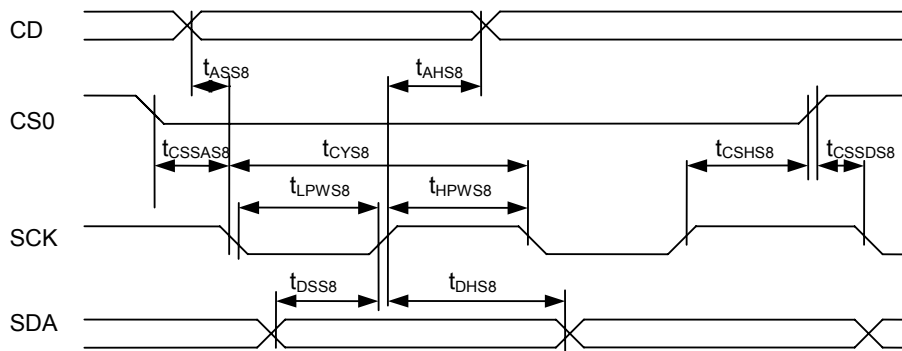 CD
tASS8 tAHS8
CS0
tCSSAS8 tCYS8 tCSHS8 tCSSDS8
tLPWS8 tHPWS8
SCK
tDSS8 tDHS8
SDA